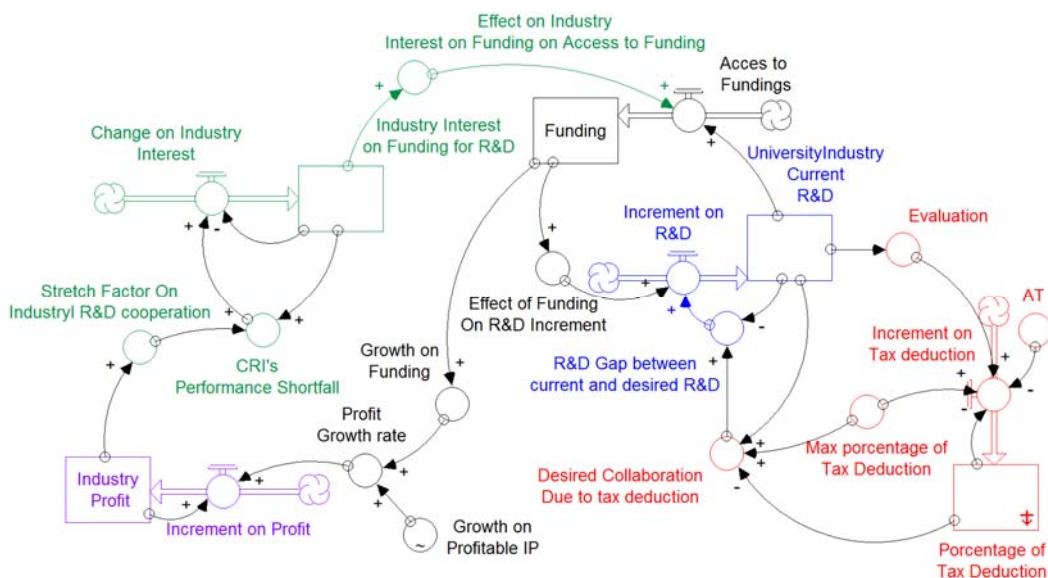 Effect on Industry
Interest on Funding on Access to Funding
Acces to
Fundings
Change on Industry
Interest
Industry Interest
on Funding for R&D
Funding
UniversityIndustry
Current
R&D
Increment on
R&D
Evaluation
Stretch Factor On
Industryl R&D cooperation
Effect of Funding
On R&D Increment
AT
Increment on
Tax deduction
CRI's
Performance Shortfall
Growth on
Funding
R&D Gap between
current and desired R&D
Profit
Growth rate
Max porcentage of
Tax Deduction
Industry
Profit
Desired Collaboration
Due to tax deduction
Increment on Profit
Growth on
Profitable IP
~
Porcentage of
Tax Deduction